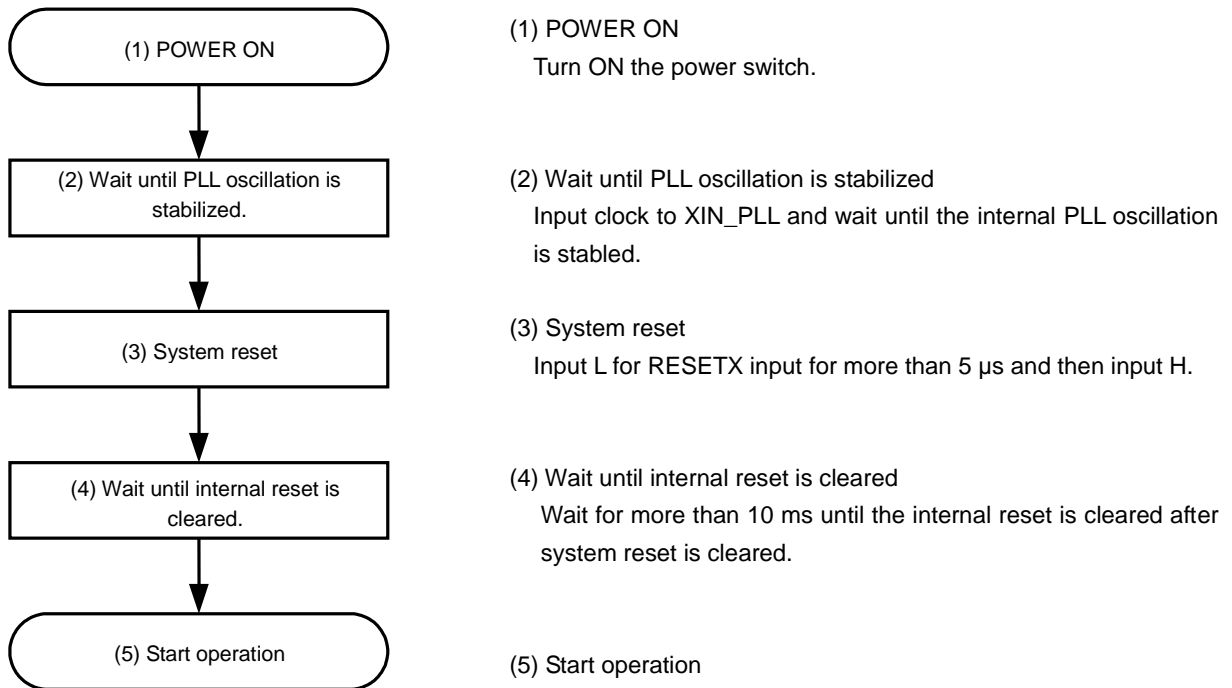 (1) POWER ON
(2) Wait until PLL oscillation is
stabilized.
(3) System reset
(4) Wait until internal reset is
cleared.
(5) Start operation
(1) POWER ON
Turn ON the power switch.
(2) Wait until PLL oscillation is stabilized
Input clock to XIN_PLL and wait until the internal PLL oscillation
is stabled.
(3) System reset
Input L for RESETX input for more than 5 µs and then input H.
(4) Wait until internal reset is cleared
Wait for more than 10 ms until the internal reset is cleared after
system reset is cleared.
(5) Start operation